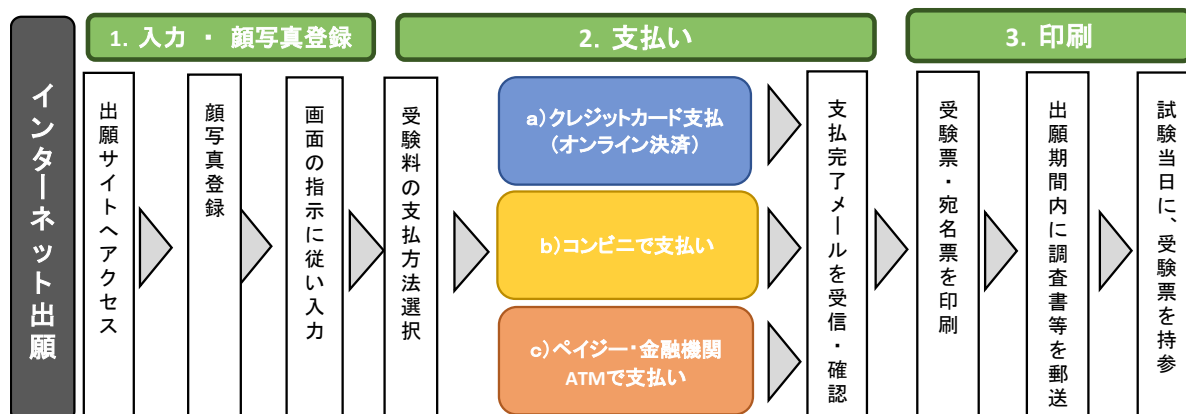 インターネット出願
1. 入力 ・ 顔写真登録
出願サイトへアクセス
顔写真登録
画面の指示に従い入力
2. 支払い
受験料の支払方法選択
a)クレジットカード支払
(オンライン決済)
b)コンビニで支払い
c)ペイジー・金融機関
ATMで支払い
支払完了メールを受信・確認
3. 印刷
受験票・宛名票を印刷
出願期間内に調査書等を郵送
試験当日に、受験票を持参